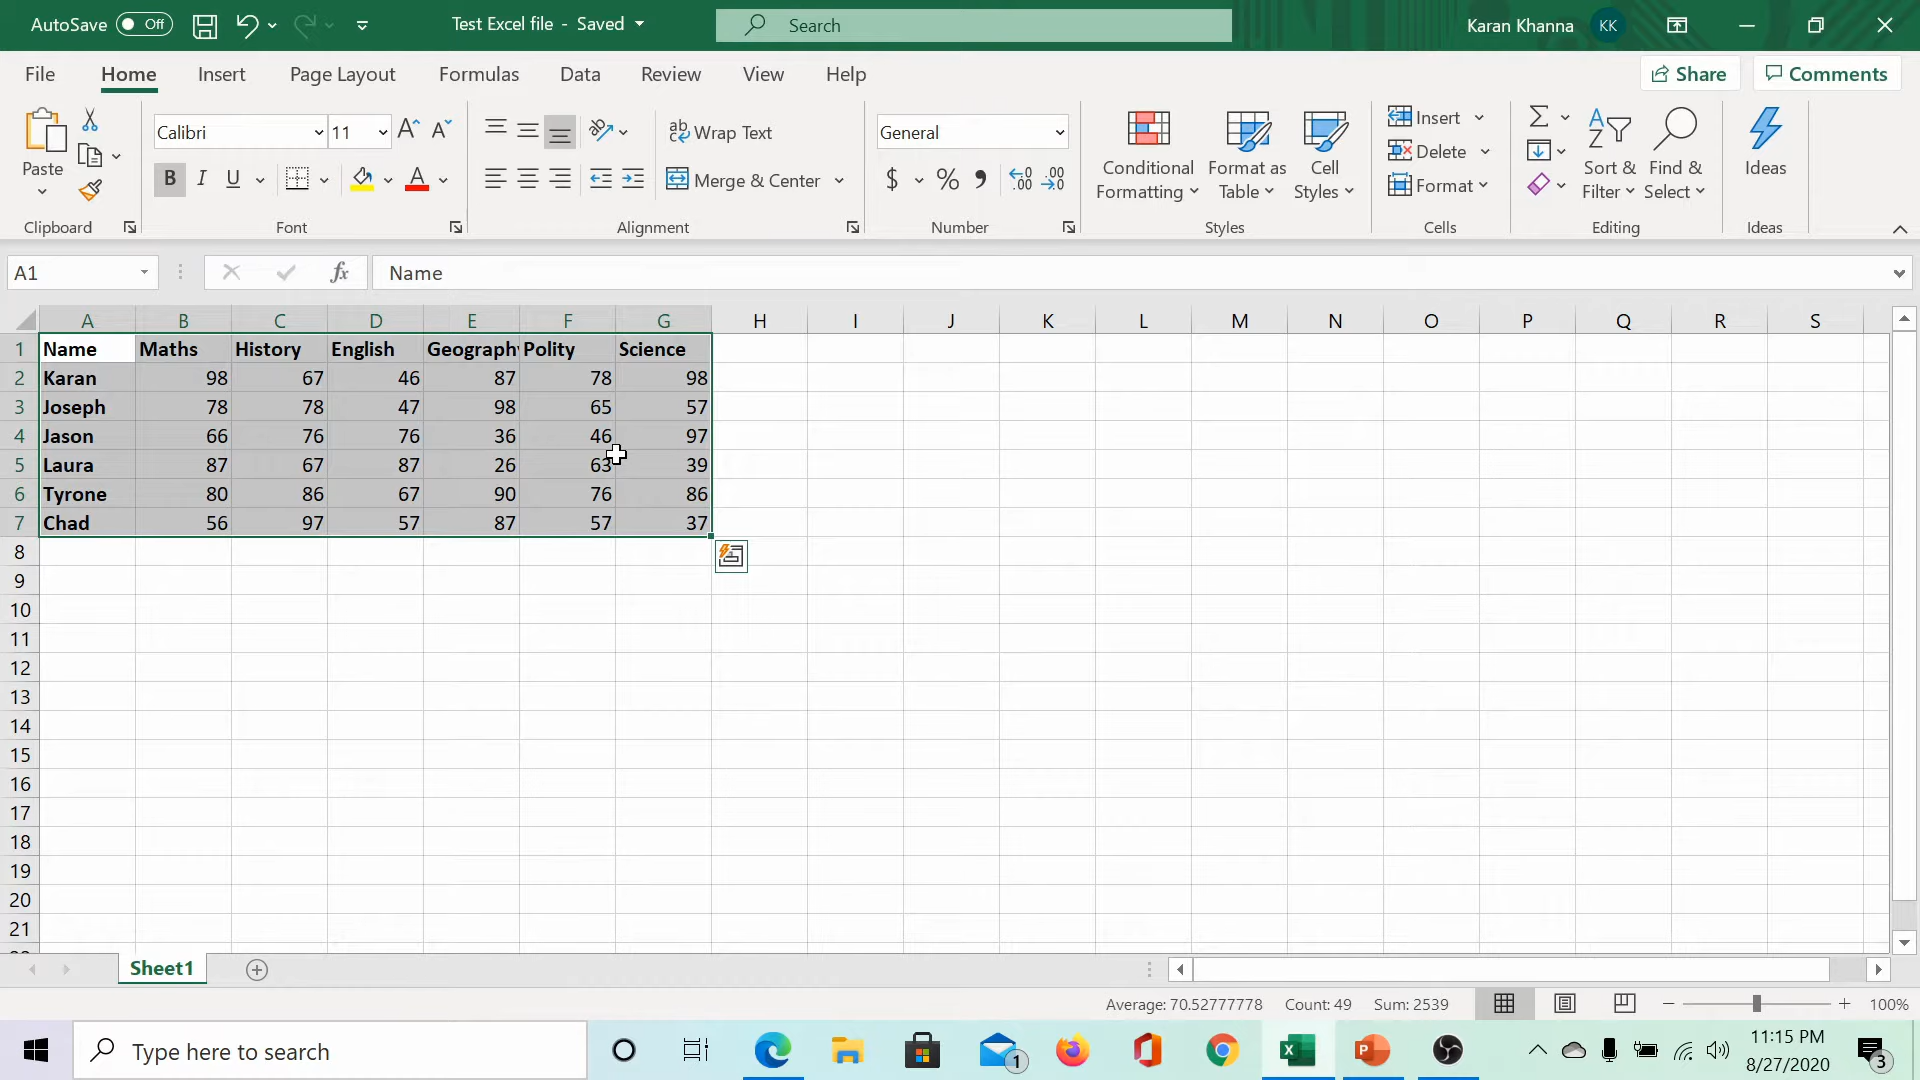 AutoSave Off
Test Excel file - Saved
Search
Karan Khanna KK
File Home Insert Page Layout Formulas Data Review View Help
Share Comments
Paste
Clipboard
Calibri 11
A A
B I U A
Font
ab Wrap Text
Merge & Center
Alignment
General
$ % , .00 .00
Number
Conditional Formatting
Format as Table
Cell Styles
Styles
Insert
Delete
Format
Cells
Σ
Sort & Filter
Find & Select
Editing
Ideas
Ideas
A1 fx Name
A B C D E F G H I J K L M N O P Q R S
1 Name Maths History English Geography Polity Science
2 Karan 98 67 46 87 78 98
3 Joseph 78 78 47 98 65 57
4 Jason 66 76 76 36 46 97
5 Laura 87 67 87 26 63 39
6 Tyrone 80 86 67 90 76 86
7 Chad 56 97 57 87 57 37
8
9
10
11
12
13
14
15
16
17
18
19
20
21
Sheet1
Average: 70.52777778 Count: 49 Sum: 2539 100%
Type here to search
1
11:15 PM
8/27/2020
3